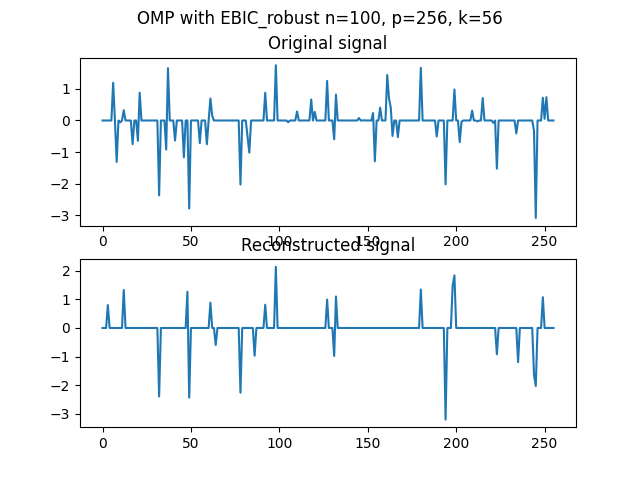 OMP with EBIC_robust n=100, p=256, k=56
Original signal
1
0
−1
−2
−3
0 50 100 150 200 250
Reconstructed signal
2
1
0
−1
−2
−3
0 50 100 150 200 250